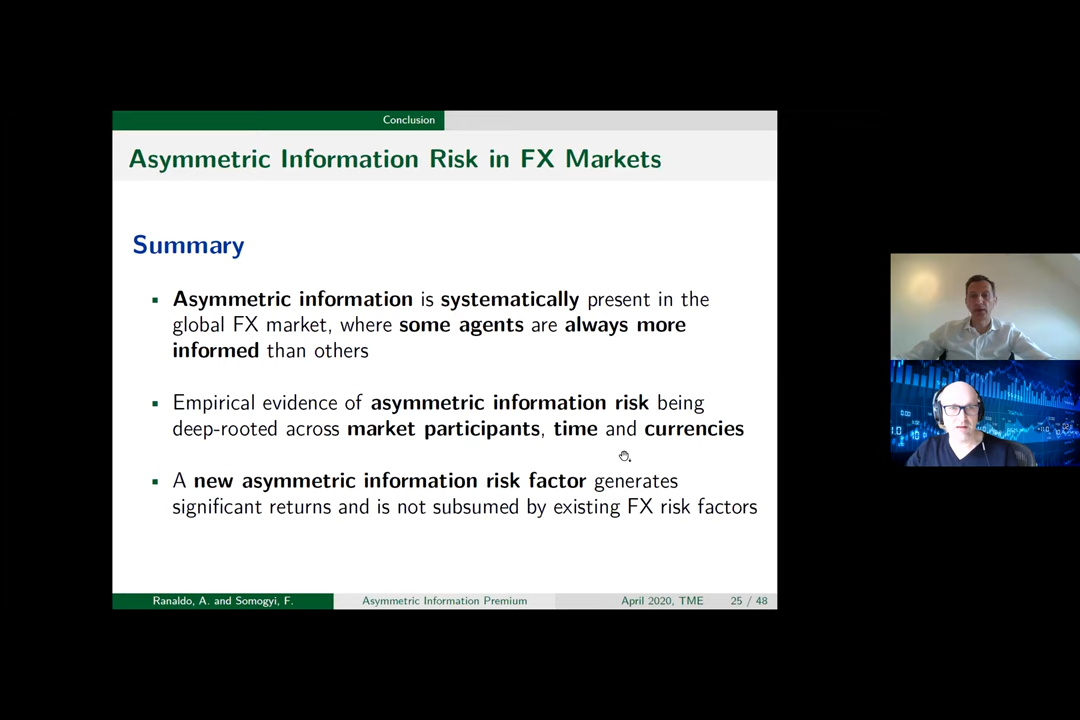 Conclusion
Asymmetric Information Risk in FX Markets
Summary
Asymmetric information is systematically present in the
global FX market, where some agents are always more
informed than others
Empirical evidence of asymmetric information risk being
deep-rooted across market participants, time and currencies
A new asymmetric information risk factor generates
significant returns and is not subsumed by existing FX risk factors
Ranaldo, A. and Somogyi, F. Asymmetric Information Premium April 2020, TME 25 / 48